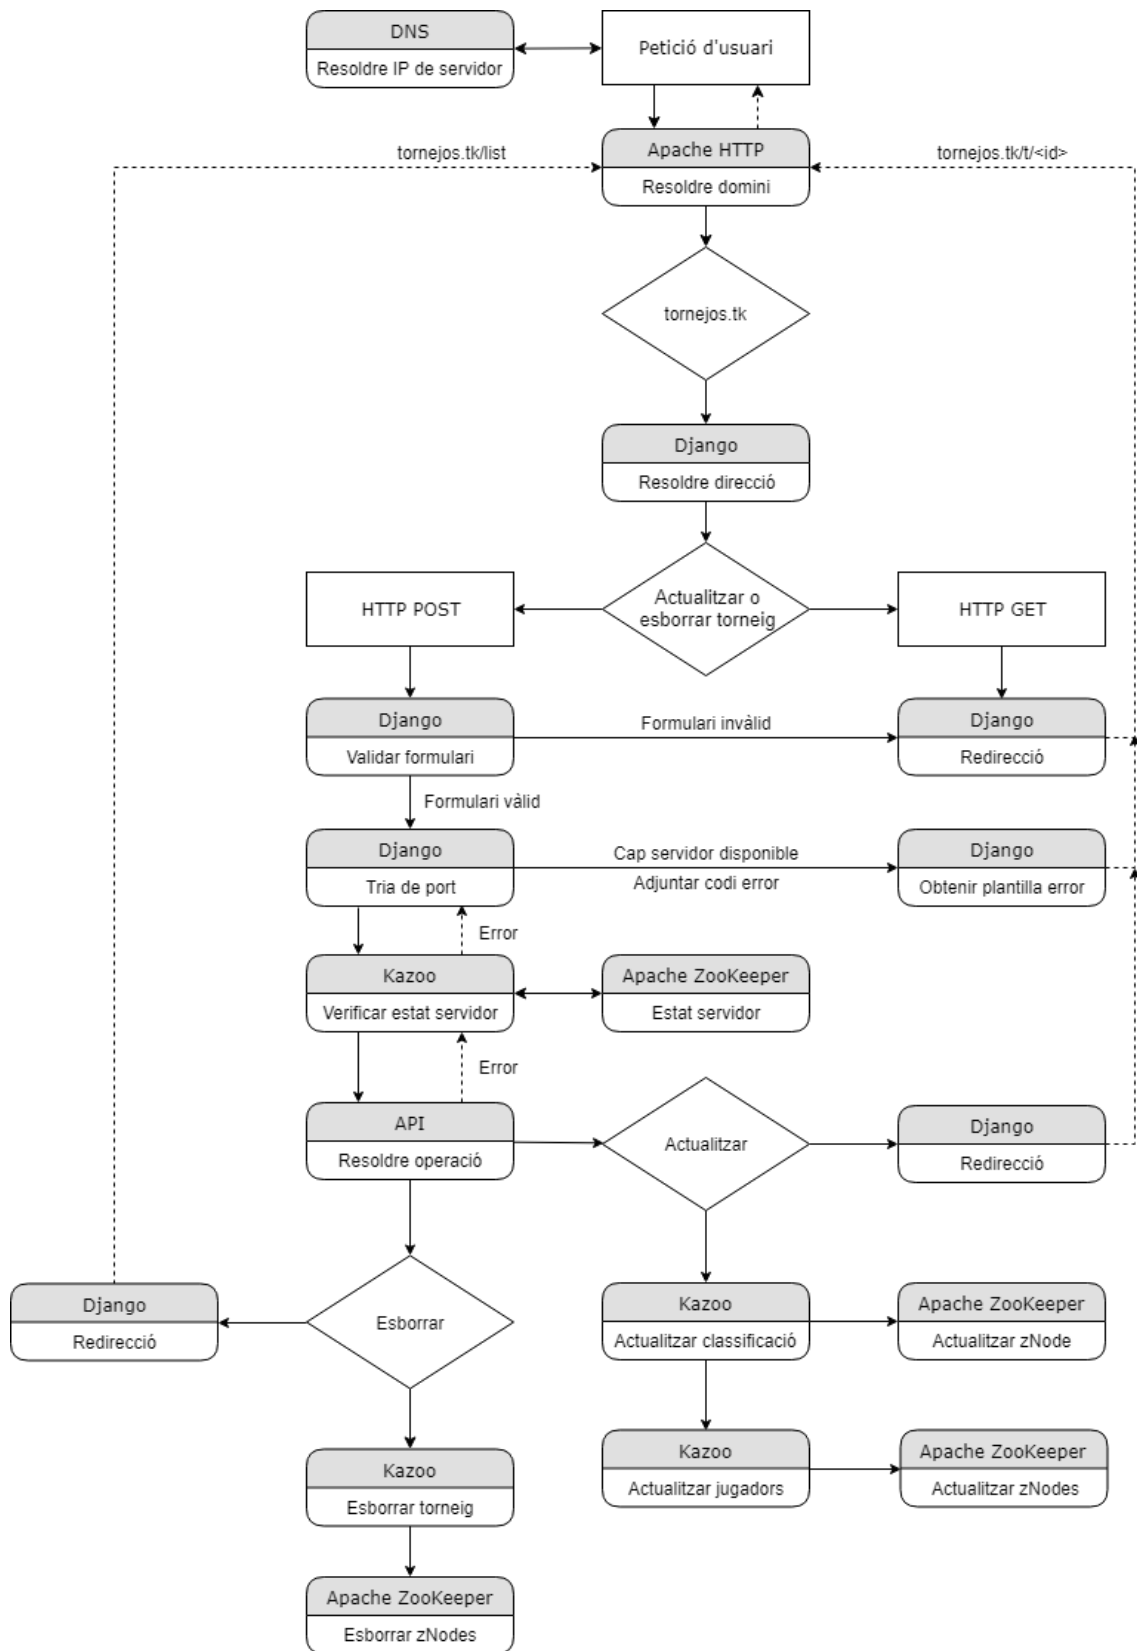 DNS
Resoldre IP de servidor
Petició d'usuari
tornejos.tk/list
Apache HTTP
Resoldre domini
tornejos.tk/t/<id>
tornejos.tk
Django
Resoldre direcció
HTTP POST
Actualitzar o
esborrar torneig
HTTP GET
Django
Validar formulari
Formulari invàlid
Django
Redirecció
Formulari vàlid
Django
Tria de port
Cap servidor disponible
Adjuntar codi error
Django
Obtenir plantilla error
Error
Kazoo
Verificar estat servidor
Apache ZooKeeper
Estat servidor
Error
API
Resoldre operació
Actualitzar
Django
Redirecció
Django
Redirecció
Esborrar
Kazoo
Actualitzar classificació
Apache ZooKeeper
Actualitzar zNode
Kazoo
Esborrar torneig
Kazoo
Actualitzar jugadors
Apache ZooKeeper
Actualitzar zNodes
Apache ZooKeeper
Esborrar zNodes